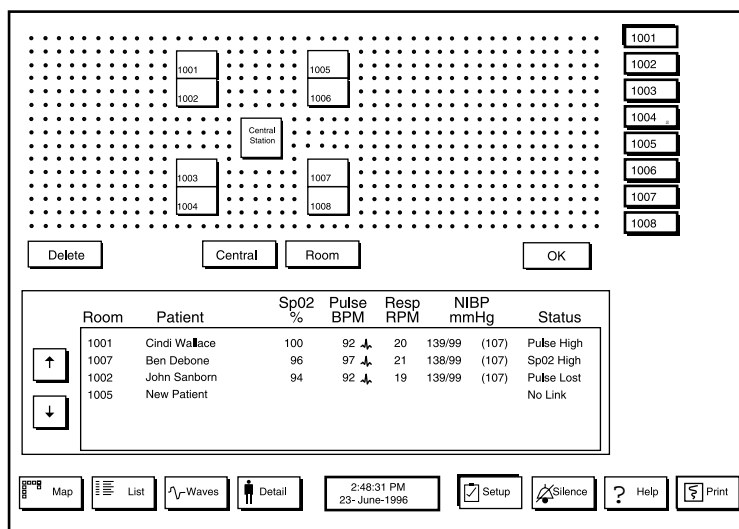 1001
1002
1003
1004
1005
1006
1007
1008
1001
1005
1002
1006
Central
Station
1003
1007
1004
1008
Delete
Central
Room
OK
Room Patient Sp02 % Pulse BPM Resp RPM NIBP mmHg Status
1001 Cindi Wallace 100 92 20 139/99 (107) Pulse High
1007 Ben Debone 96 97 21 138/99 (107) Sp02 High
1002 John Sanborn 94 92 19 139/99 (107) Pulse Lost
1005 New Patient No Link
Map
List
Waves
Detail
2:48:31 PM
23- June-1996
Setup
Silence
? Help
Print